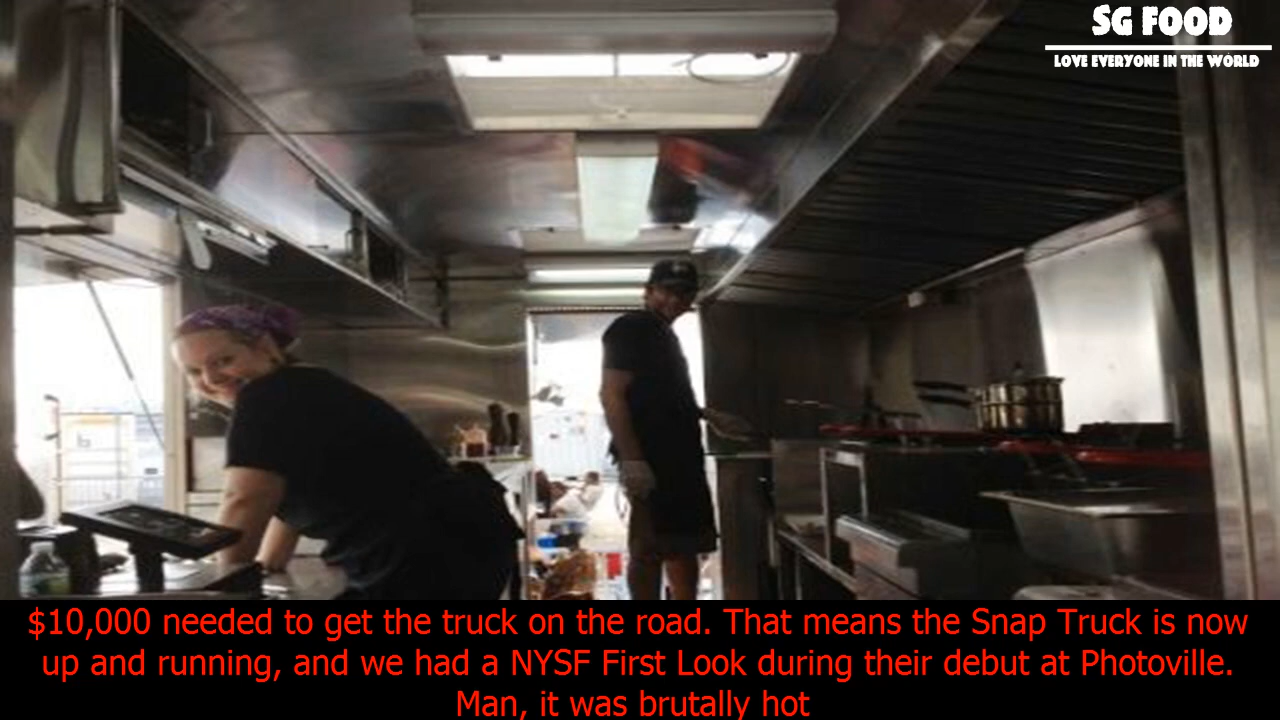 SG FOOD
LOVE EVERYONE IN THE WORLD
$10,000 needed to get the truck on the road. That means the Snap Truck is now
up and running, and we had a NYSF First Look during their debut at Photoville.
Man, it was brutally hot